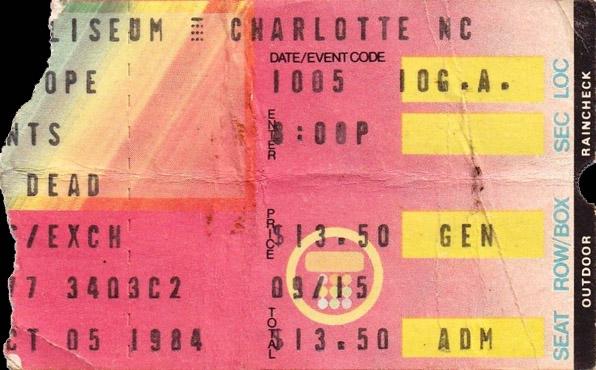 LISEUM CHARLOTTE NC
DATE/EVENT CODE
OPE 1005 10G.A.
ENTER
NTS 8:00P
DEAD
PRICE
/EXCH $13.50 GEN
7 3403C2 09/15
TOTAL
CT 05 1984 $13.50 ADM
SEC LOC
ROW/BOX
SEAT
RAINCHECK
OUTDOOR